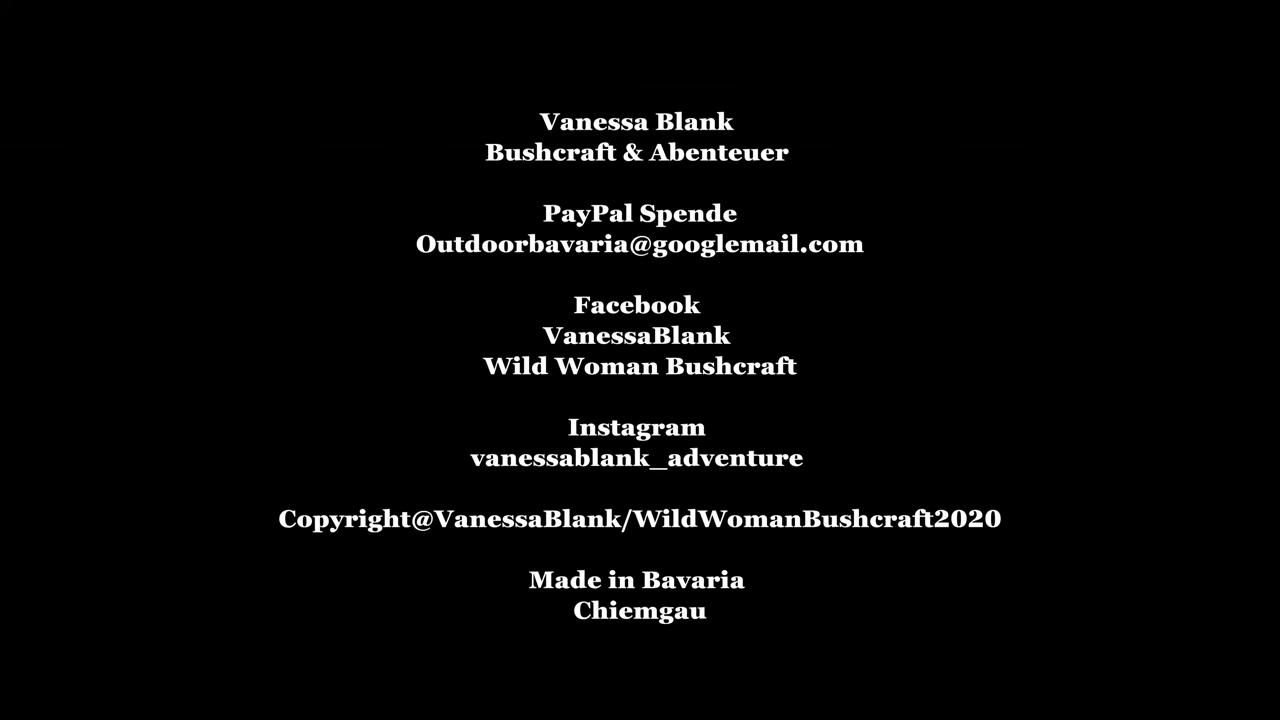 Vanessa Blank
Bushcraft & Abenteuer
PayPal Spende
Outdoorbavaria@googlemail.com
Facebook
VanessaBlank
Wild Woman Bushcraft
Instagram
vanessablank_adventure
Copyright@VanessaBlank/WildWomanBushcraft2020
Made in Bavaria
Chiemgau